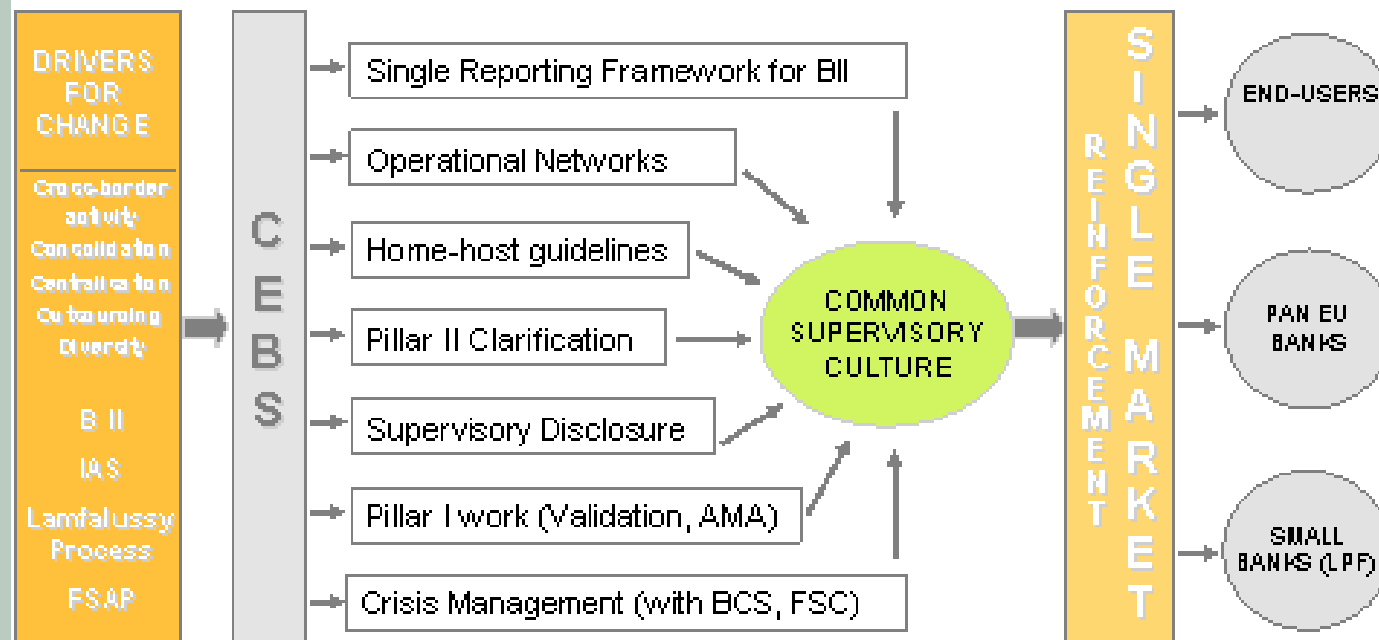 DRIVERS
FOR
CHANGE
Cross-border
activity
Consolidation
Centralisation
Outsourcing
Diversity
B II
IAS
Lamfalussy
Process
FSAP
CEBS
Single Reporting Framework for BII
Operational Networks
Home-host guidelines
Pillar II Clarification
Supervisory Disclosure
Pillar I work (Validation, AMA)
Crisis Management (with BCS, FSC)
COMMON
SUPERVISORY
CULTURE
REINFORCEMENT
SINGLE MARKET
END-USERS
PAN EU
BANKS
SMALL
BANKS (LPF)